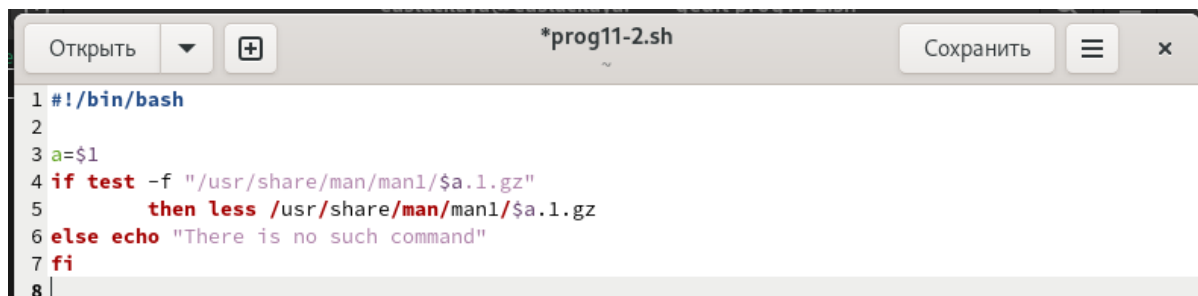 Открыть
*prog11-2.sh
~
Сохранить
1 #!/bin/bash
2
3 a=$1
4 if test -f "/usr/share/man/man1/$a.1.gz"
5 then less /usr/share/man/man1/$a.1.gz
6 else echo "There is no such command"
7 fi
8